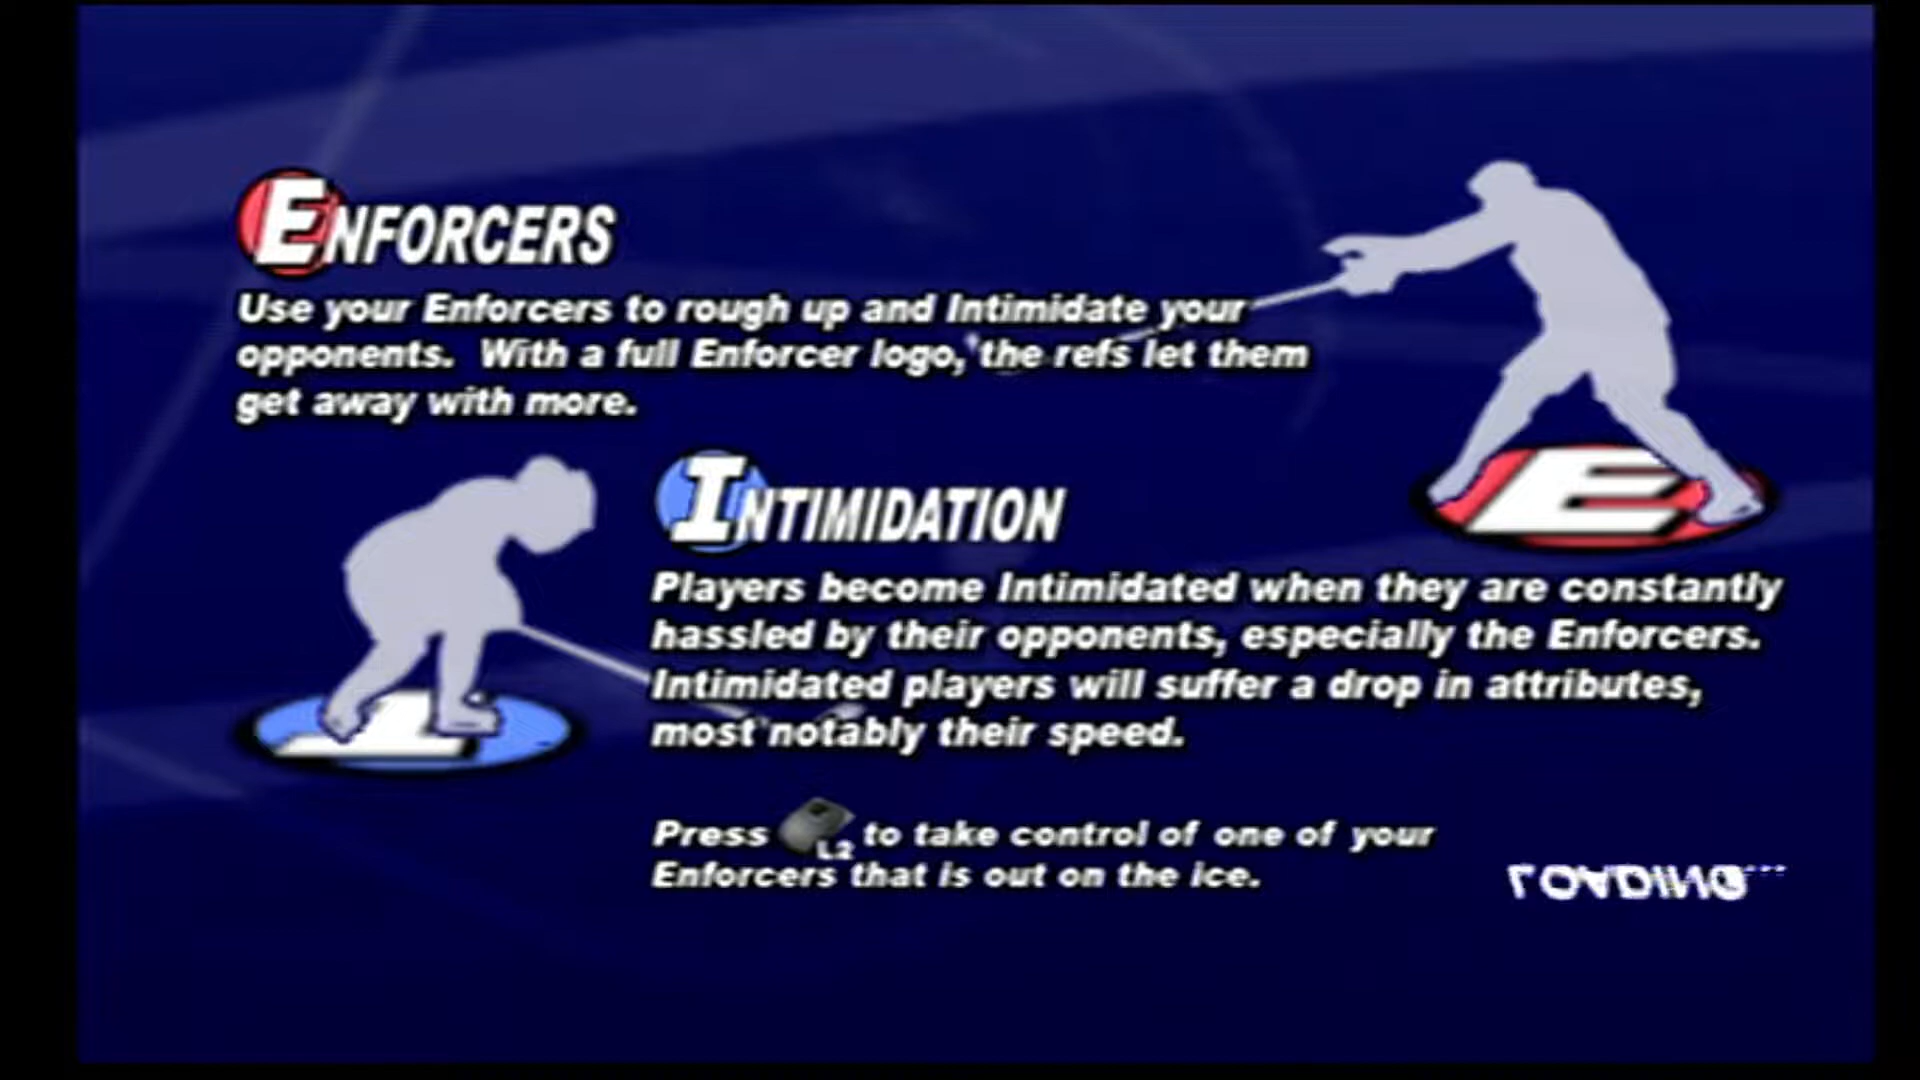 ENFORCERS
Use your Enforcers to rough up and Intimidate your
opponents. With a full Enforcer logo, the refs let them
get away with more.
E
INTIMIDATION
Players become Intimidated when they are constantly
hassled by their opponents, especially the Enforcers.
Intimidated players will suffer a drop in attributes,
most notably their speed.
I
Press L2 to take control of one of your
Enforcers that is out on the ice.
LOADING...